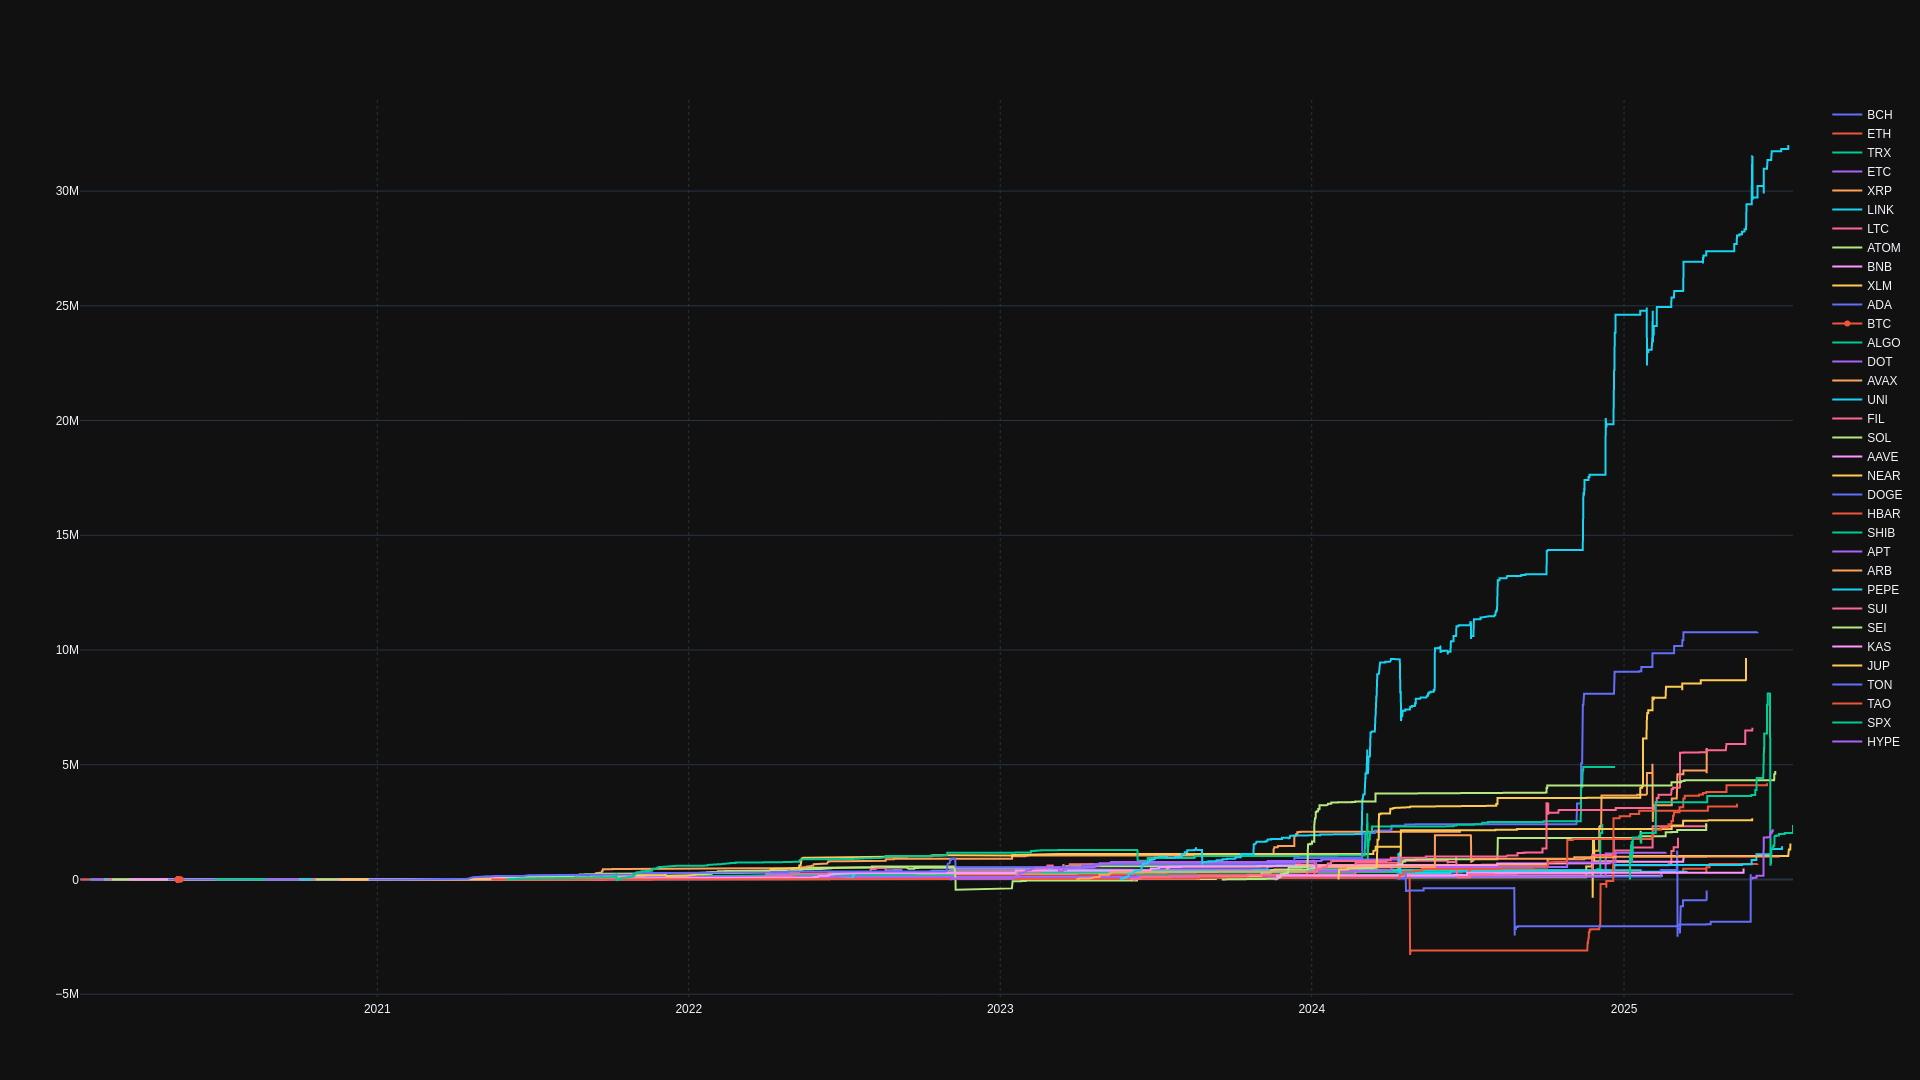 30M
25M
20M
15M
10M
5M
0
−5M
2021
2022
2023
2024
2025
BCH
ETH
TRX
ETC
XRP
LINK
LTC
ATOM
BNB
XLM
ADA
BTC
ALGO
DOT
AVAX
UNI
FIL
SOL
AAVE
NEAR
DOGE
HBAR
SHIB
APT
ARB
PEPE
SUI
SEI
KAS
JUP
TON
TAO
SPX
HYPE